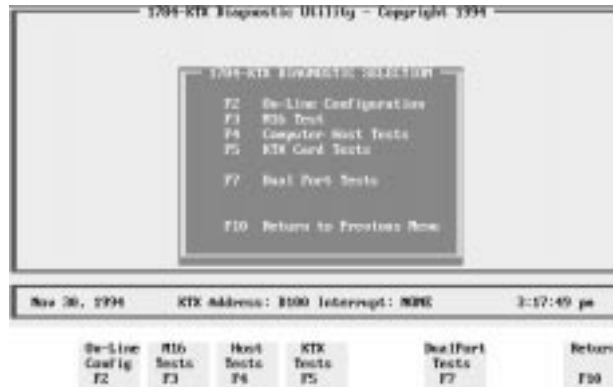 1784-KTX Diagnostic Utility - Copyright 1994
1784-KTX DIAGNOSTIC SELECTION
F2 On-Line Configuration
F3 M16 Test
F4 Computer Host Tests
F5 KTX Card Tests
F7 Dual Port Tests
F10 Return to Previous Menu
Nov 30, 1994 KTX Address: D100 Interrupt: NONE 3:17:49 pm
On-Line M16 Host KTX DualPort Return
Config Tests Tests Tests Tests
F2 F3 F4 F5 F7 F10